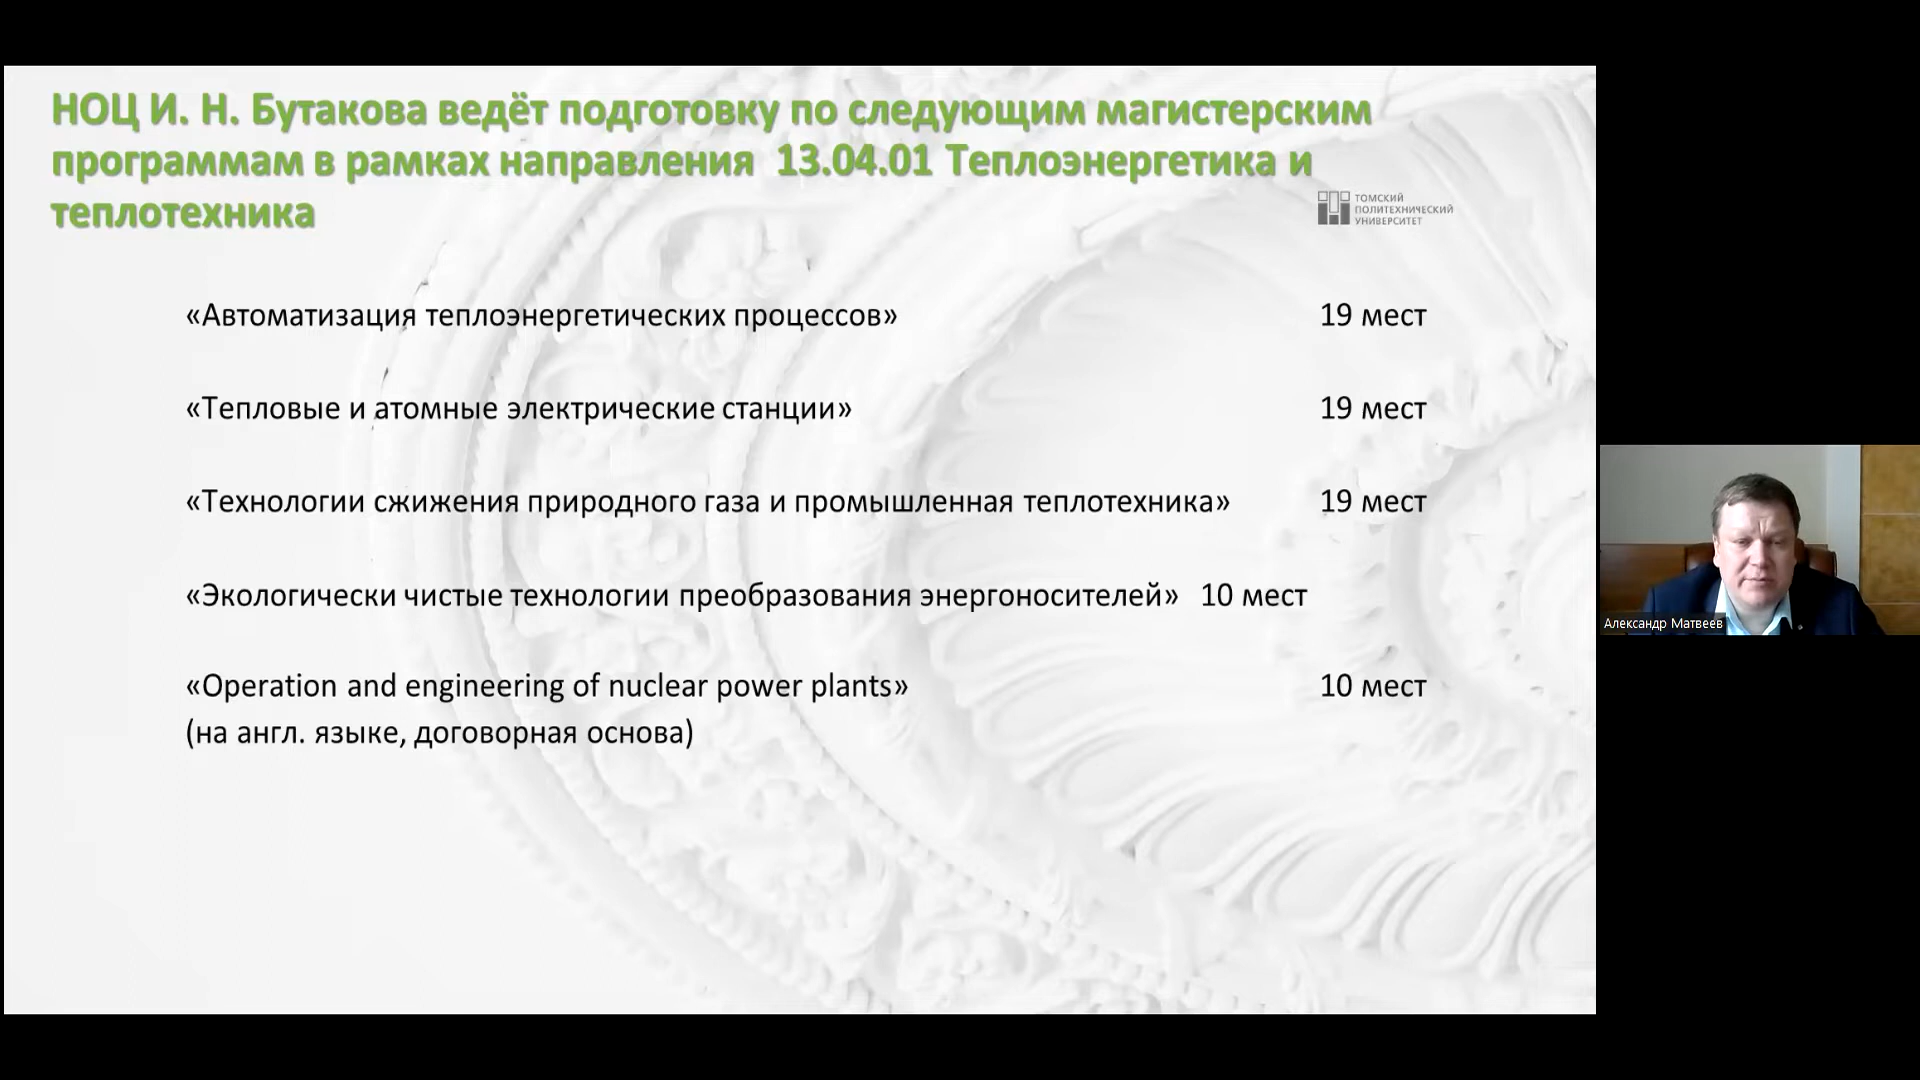 НОЦ И. Н. Бутакова ведёт подготовку по следующим магистерским
программам в рамках направления 13.04.01 Теплоэнергетика и
теплотехника
ТОМСКИЙ
ПОЛИТЕХНИЧЕСКИЙ
УНИВЕРСИТЕТ
«Автоматизация теплоэнергетических процессов» 19 мест
«Тепловые и атомные электрические станции» 19 мест
«Технологии сжижения природного газа и промышленная теплотехника» 19 мест
«Экологически чистые технологии преобразования энергоносителей» 10 мест
«Operation and engineering of nuclear power plants» 10 мест
(на англ. языке, договорная основа)
Александр Матвеев